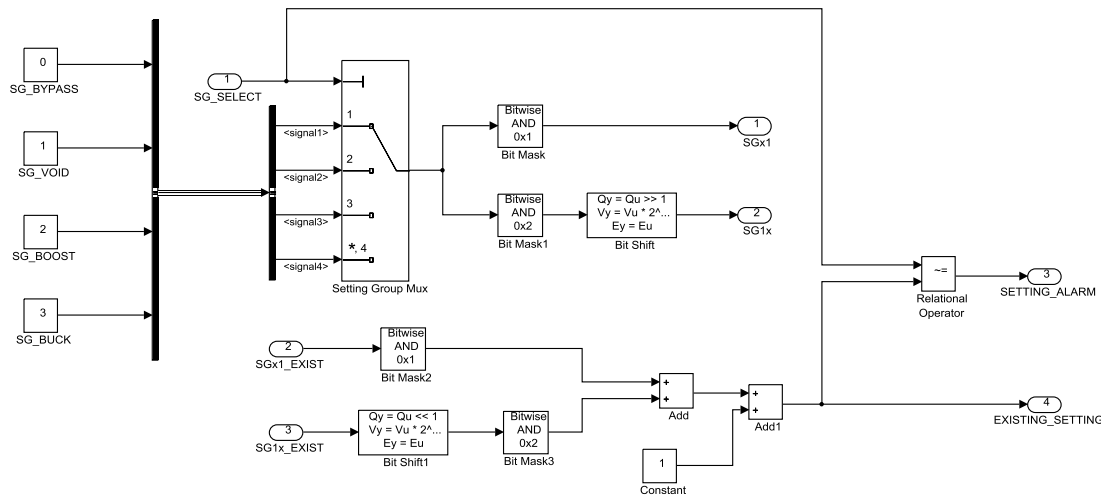 0
SG_BYPASS
1
SG_VOID
2
SG_BOOST
3
SG_BUCK
1
SG_SELECT
<signal1>
<signal2>
<signal3>
<signal4>
1
2
3
*, 4
Setting Group Mux
Bitwise
AND
0x1
Bit Mask
1
SGx1
Bitwise
AND
0x2
Bit Mask1
Qy = Qu >> 1
Vy = Vu * 2^...
Ey = Eu
Bit Shift
2
SG1x
~=
Relational
Operator
3
SETTING_ALARM
2
SGx1_EXIST
Bitwise
AND
0x1
Bit Mask2
3
SG1x_EXIST
Qy = Qu << 1
Vy = Vu * 2^...
Ey = Eu
Bit Shift1
Bitwise
AND
0x2
Bit Mask3
+
+
Add
+
+
Add1
1
Constant
4
EXISTING_SETTING